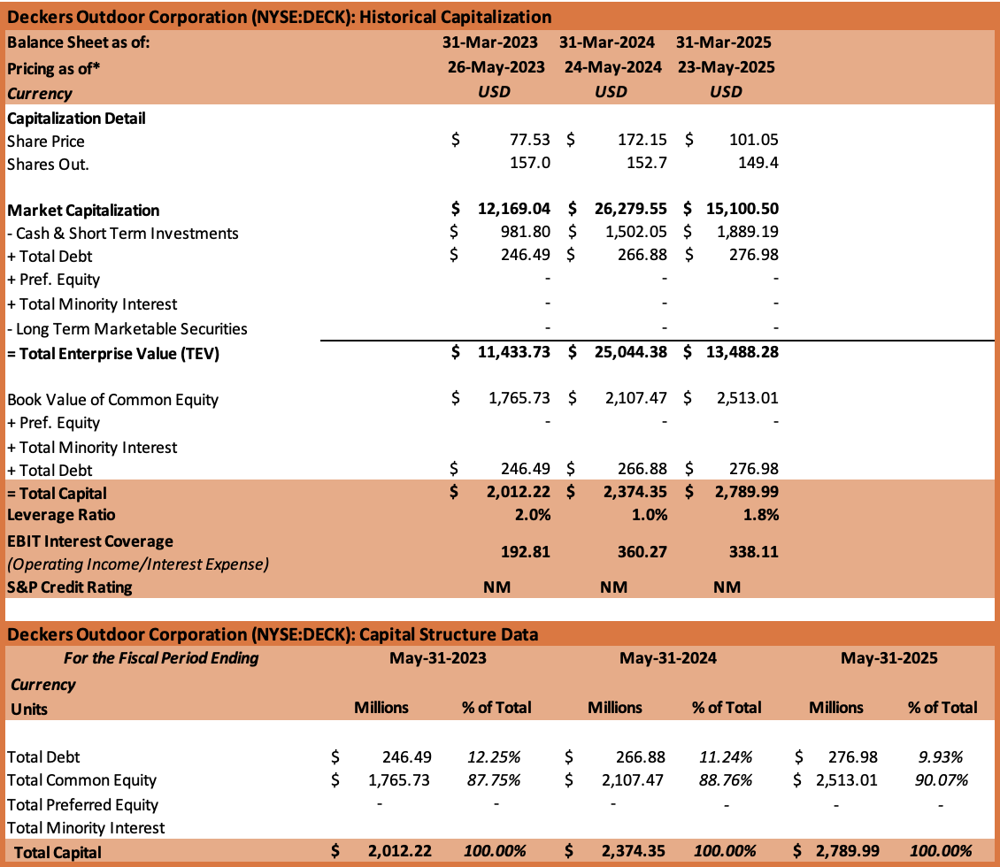 Deckers Outdoor Corporation (NYSE:DECK): Historical Capitalization
Balance Sheet as of: 31-Mar-2023 31-Mar-2024 31-Mar-2025
Pricing as of* 26-May-2023 24-May-2024 23-May-2025
Currency USD USD USD
Capitalization Detail
Share Price $ 77.53 $ 172.15 $ 101.05
Shares Out. 157.0 152.7 149.4
Market Capitalization $ 12,169.04 $ 26,279.55 $ 15,100.50
- Cash & Short Term Investments $ 981.80 $ 1,502.05 $ 1,889.19
+ Total Debt $ 246.49 $ 266.88 $ 276.98
+ Pref. Equity - - -
+ Total Minority Interest - - -
- Long Term Marketable Securities - - -
= Total Enterprise Value (TEV) $ 11,433.73 $ 25,044.38 $ 13,488.28
Book Value of Common Equity $ 1,765.73 $ 2,107.47 $ 2,513.01
+ Pref. Equity - - -
+ Total Minority Interest
+ Total Debt $ 246.49 $ 266.88 $ 276.98
= Total Capital $ 2,012.22 $ 2,374.35 $ 2,789.99
Leverage Ratio 2.0% 1.0% 1.8%
EBIT Interest Coverage 192.81 360.27 338.11
(Operating Income/Interest Expense)
S&P Credit Rating NM NM NM
Deckers Outdoor Corporation (NYSE:DECK): Capital Structure Data
For the Fiscal Period Ending May-31-2023 May-31-2024 May-31-2025
Currency
Units Millions % of Total Millions % of Total Millions % of Total
Total Debt $ 246.49 12.25% $ 266.88 11.24% $ 276.98 9.93%
Total Common Equity $ 1,765.73 87.75% $ 2,107.47 88.76% $ 2,513.01 90.07%
Total Preferred Equity - - - - - -
Total Minority Interest
Total Capital $ 2,012.22 100.00% $ 2,374.35 100.00% $ 2,789.99 100.00%